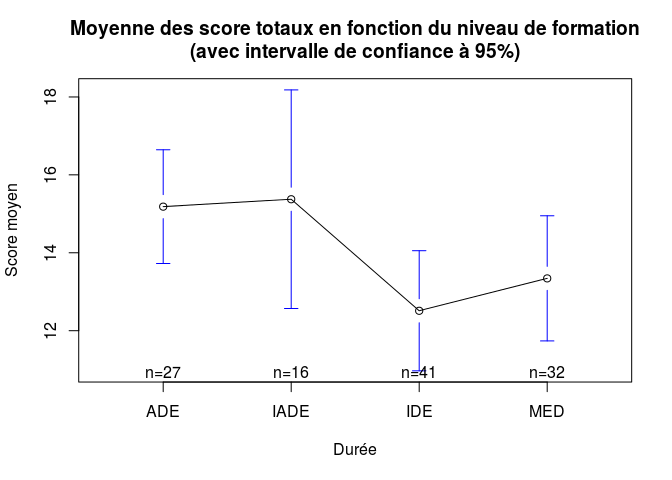 Moyenne des score totaux en fonction du niveau de formation
(avec intervalle de confiance à 95%)
Score moyen
18
16
14
12
n=27 n=16 n=41 n=32
ADE IADE IDE MED
Durée